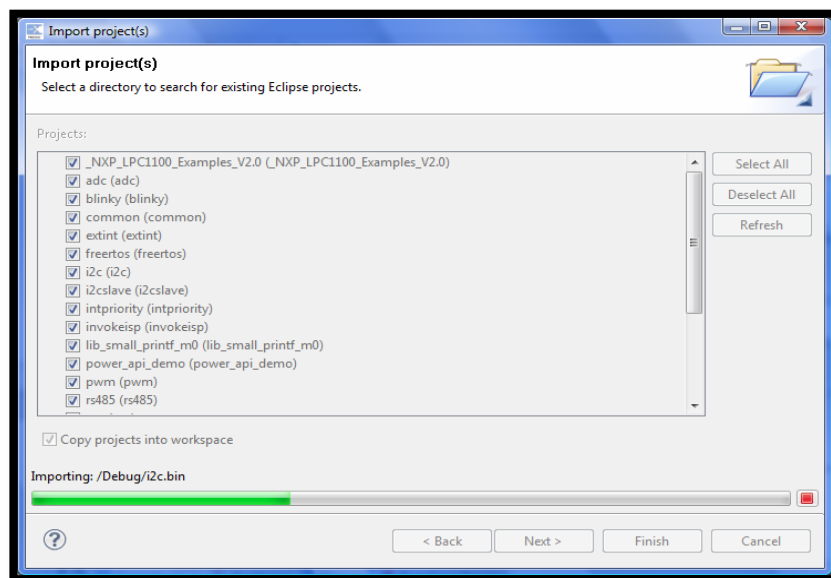 Import project(s)
Import project(s)
Select a directory to search for existing Eclipse projects.
Projects:
_NXP_LPC1100_Examples_V2.0 (_NXP_LPC1100_Examples_V2.0)
adc (adc)
blinky (blinky)
common (common)
extint (extint)
freertos (freertos)
i2c (i2c)
i2cslave (i2cslave)
intpriority (intpriority)
invokeisp (invokeisp)
lib_small_printf_m0 (lib_small_printf_m0)
power_api_demo (power_api_demo)
pwm (pwm)
rs485 (rs485)
Select All
Deselect All
Refresh
Copy projects into workspace
Importing: /Debug/i2c.bin
< Back
Next >
Finish
Cancel